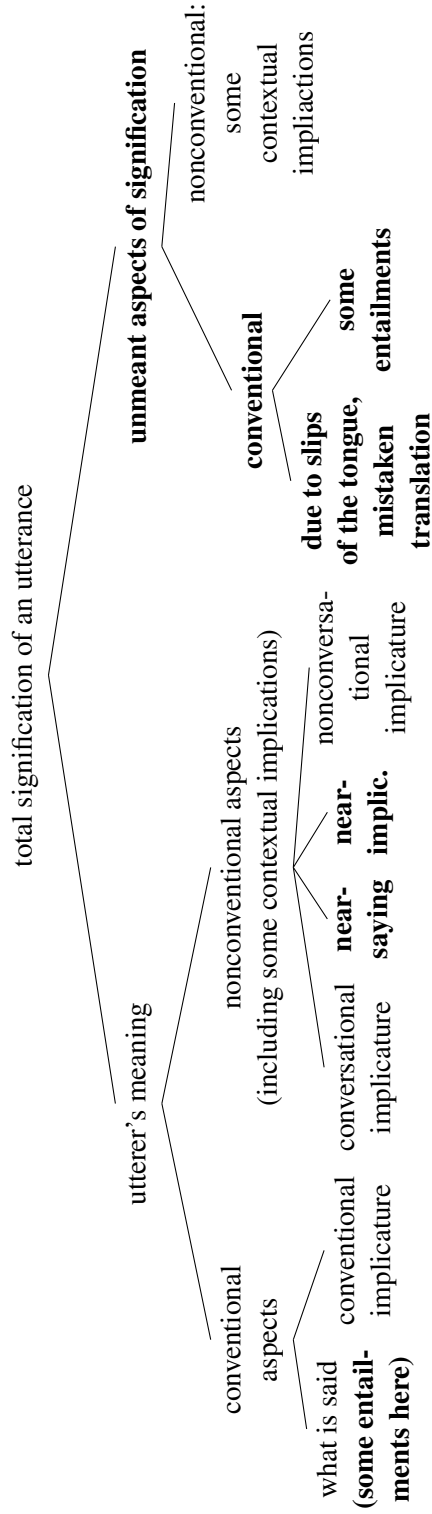 total signification of an utterance
utterer's meaning
unmeant aspects of signification
conventional
aspects
nonconventional aspects
(including some contextual implications)
conventional
nonconventional:
some
contextual
impliactions
what is said
(some entail-
ments here)
conventional
implicature
conversational
implicature
near-
saying
near-
implic.
nonconversa-
tional
implicature
due to slips
of the tongue,
mistaken
translation
some
entailments